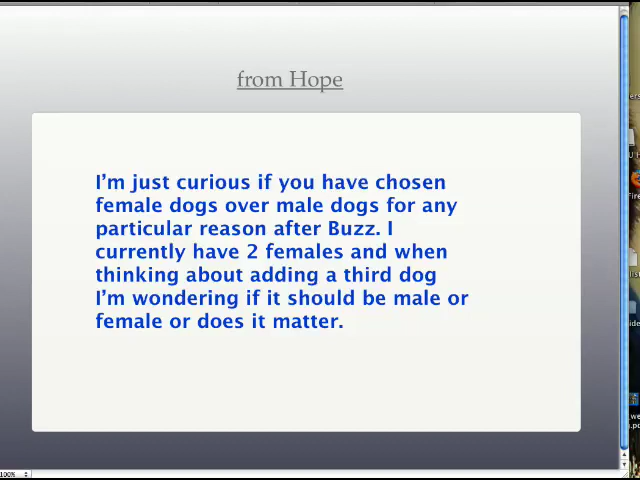 from Hope
I'm just curious if you have chosen
female dogs over male dogs for any
particular reason after Buzz. I
currently have 2 females and when
thinking about adding a third dog
I'm wondering if it should be male or
female or does it matter.
100%